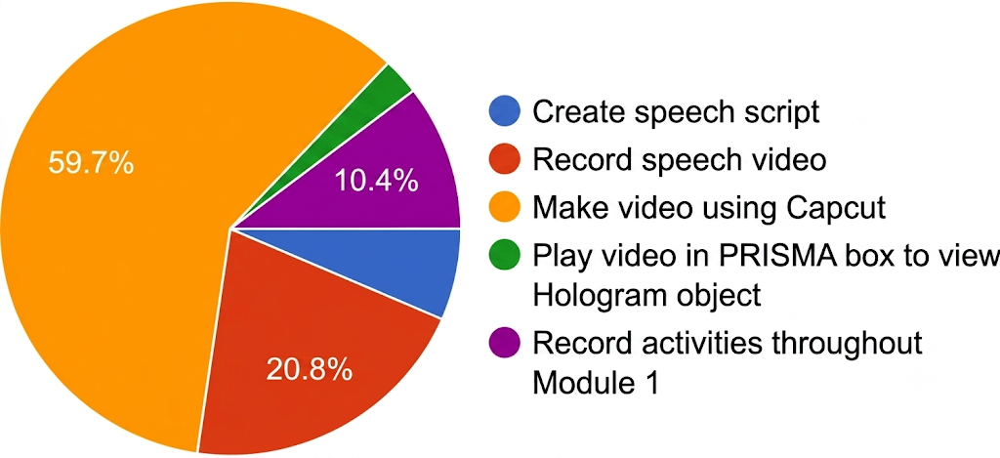 59.7%
10.4%
20.8%
Create speech script
Record speech video
Make video using Capcut
Play video in PRISMA box to view
Hologram object
Record activities throughout
Module 1